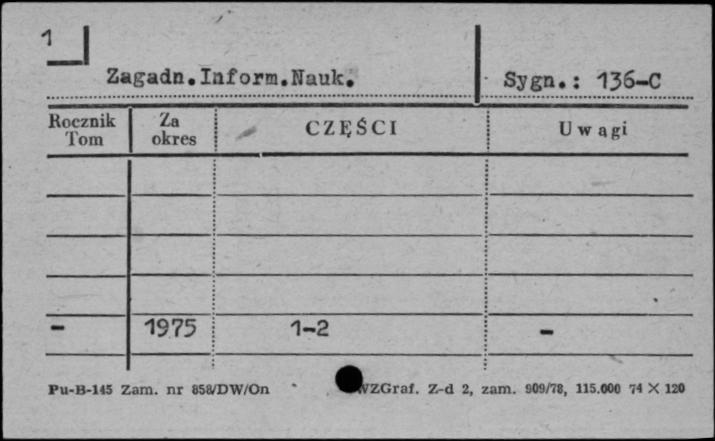 1
Zagadn.Inform.Nauk. Sygn.: 136-C
Rocznik Tom Za okres CZĘŚCI Uwagi
- 1975 1-2 -
Pu-B-145 Zam. nr 858/DW/On WZGraf. Z-d 2, zam. 909/78, 115.000 74 × 120